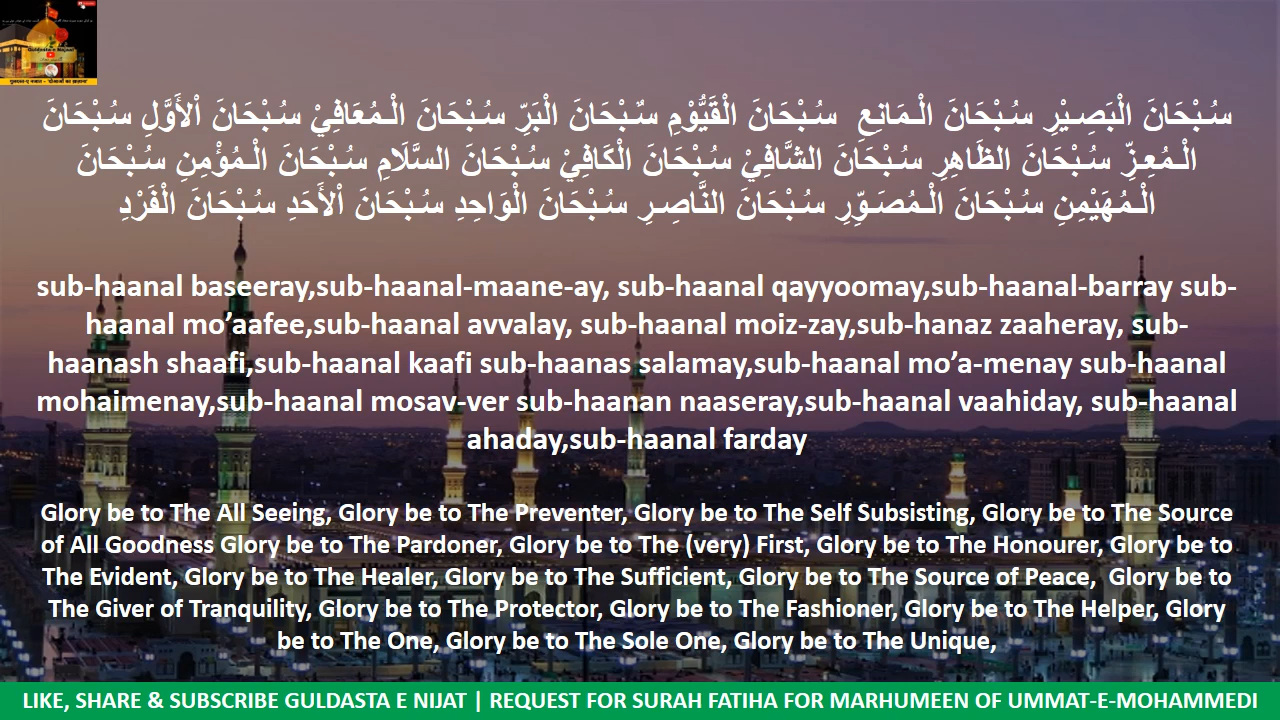 Guldasta-e-Nejaat
سُبْحَانَ الْبَصِيْرِ سُبْحَانَ الْـمَانِعِ سُبْحَانَ الْقَيُّوْمِ سٌبْحَانَ الْبَرِّ سُبْحَانَ الْـمُعَافِيْ سُبْحَانَ اْلأَوَّلِ سُبْحَانَ
الْـمُعِزِّ سُبْحَانَ الظَاهِرِ سُبْحَانَ الشَّافِيْ سُبْحَانَ الْكَافِيْ سُبْحَانَ السَّلَامِ سُبْحَانَ الْـمُؤْمِنِ سُبْحَانَ
الْـمُهَيْمِنِ سُبْحَانَ الْـمُصَوِّرِ سُبْحَانَ النَّاصِرِ سُبْحَانَ الْوَاحِدِ سُبْحَانَ اْلأَحَدِ سُبْحَانَ الْفَرْدِ
sub-haanal baseeray,sub-haanal-maane-ay, sub-haanal qayyoomay,sub-haanal-barray sub-
haanal mo’aafee,sub-haanal avvalay, sub-haanal moiz-zay,sub-hanaz zaaheray, sub-
haanash shaafi,sub-haanal kaafi sub-haanas salamay,sub-haanal mo’a-menay sub-haanal
mohaimenay,sub-haanal mosav-ver sub-haanan naaseray,sub-haanal vaahiday, sub-haanal
ahaday,sub-haanal farday
Glory be to The All Seeing, Glory be to The Preventer, Glory be to The Self Subsisting, Glory be to The Source
of All Goodness Glory be to The Pardoner, Glory be to The (very) First, Glory be to The Honourer, Glory be to
The Evident, Glory be to The Healer, Glory be to The Sufficient, Glory be to The Source of Peace,  Glory be to
The Giver of Tranquility, Glory be to The Protector, Glory be to The Fashioner, Glory be to The Helper, Glory
be to The One, Glory be to The Sole One, Glory be to The Unique,
LIKE, SHARE & SUBSCRIBE GULDASTA E NIJAT | REQUEST FOR SURAH FATIHA FOR MARHUMEEN OF UMMAT-E-MOHAMMEDI